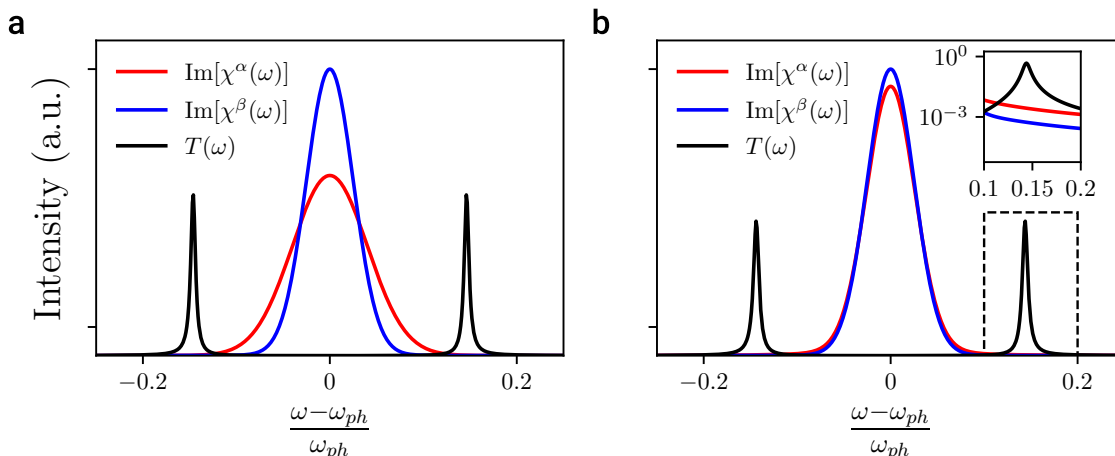 a
Intensity (a.u.)
Im[χ^α(ω)]
Im[χ^β(ω)]
T(ω)
−0.2 0 0.2
ω−ω_ph
ω_ph
b
Im[χ^α(ω)]
Im[χ^β(ω)]
T(ω)
10^0
10^−3
0.1 0.15 0.2
−0.2 0 0.2
ω−ω_ph
ω_ph